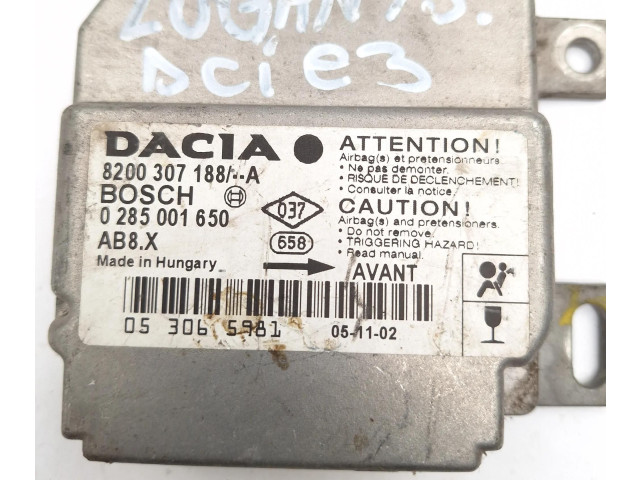 LOGAN 1.5.
DCI E3
DACIA
8200 307 188/--A
BOSCH
0 285 001 650
AB8.X
Made in Hungary
037
558
ATTENTION!
Airbag(s) et pretensionneurs
• Ne pas demonter.
• RISQUE DE DECLENCHEMENT!
• Consulter la notice.
CAUTION!
Airbag(s) and pretensioners.
• Do not remove.
• TRIGGERING HAZARD!
• Read manual.
AVANT
05 306 5981
05-11-02